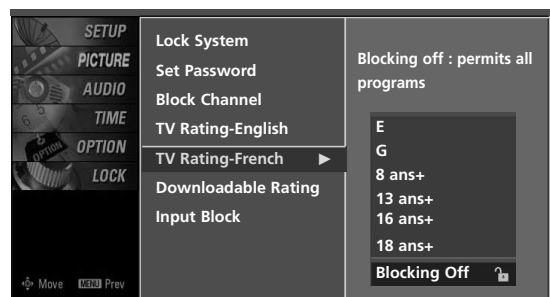 SETUP
PICTURE
AUDIO
TIME
OPTION
LOCK
Move MENU Prev
Lock System
Set Password
Block Channel
TV Rating-English
TV Rating-French
Downloadable Rating
Input Block
Blocking off : permits all
programs
E
G
8 ans+
13 ans+
16 ans+
18 ans+
Blocking Off